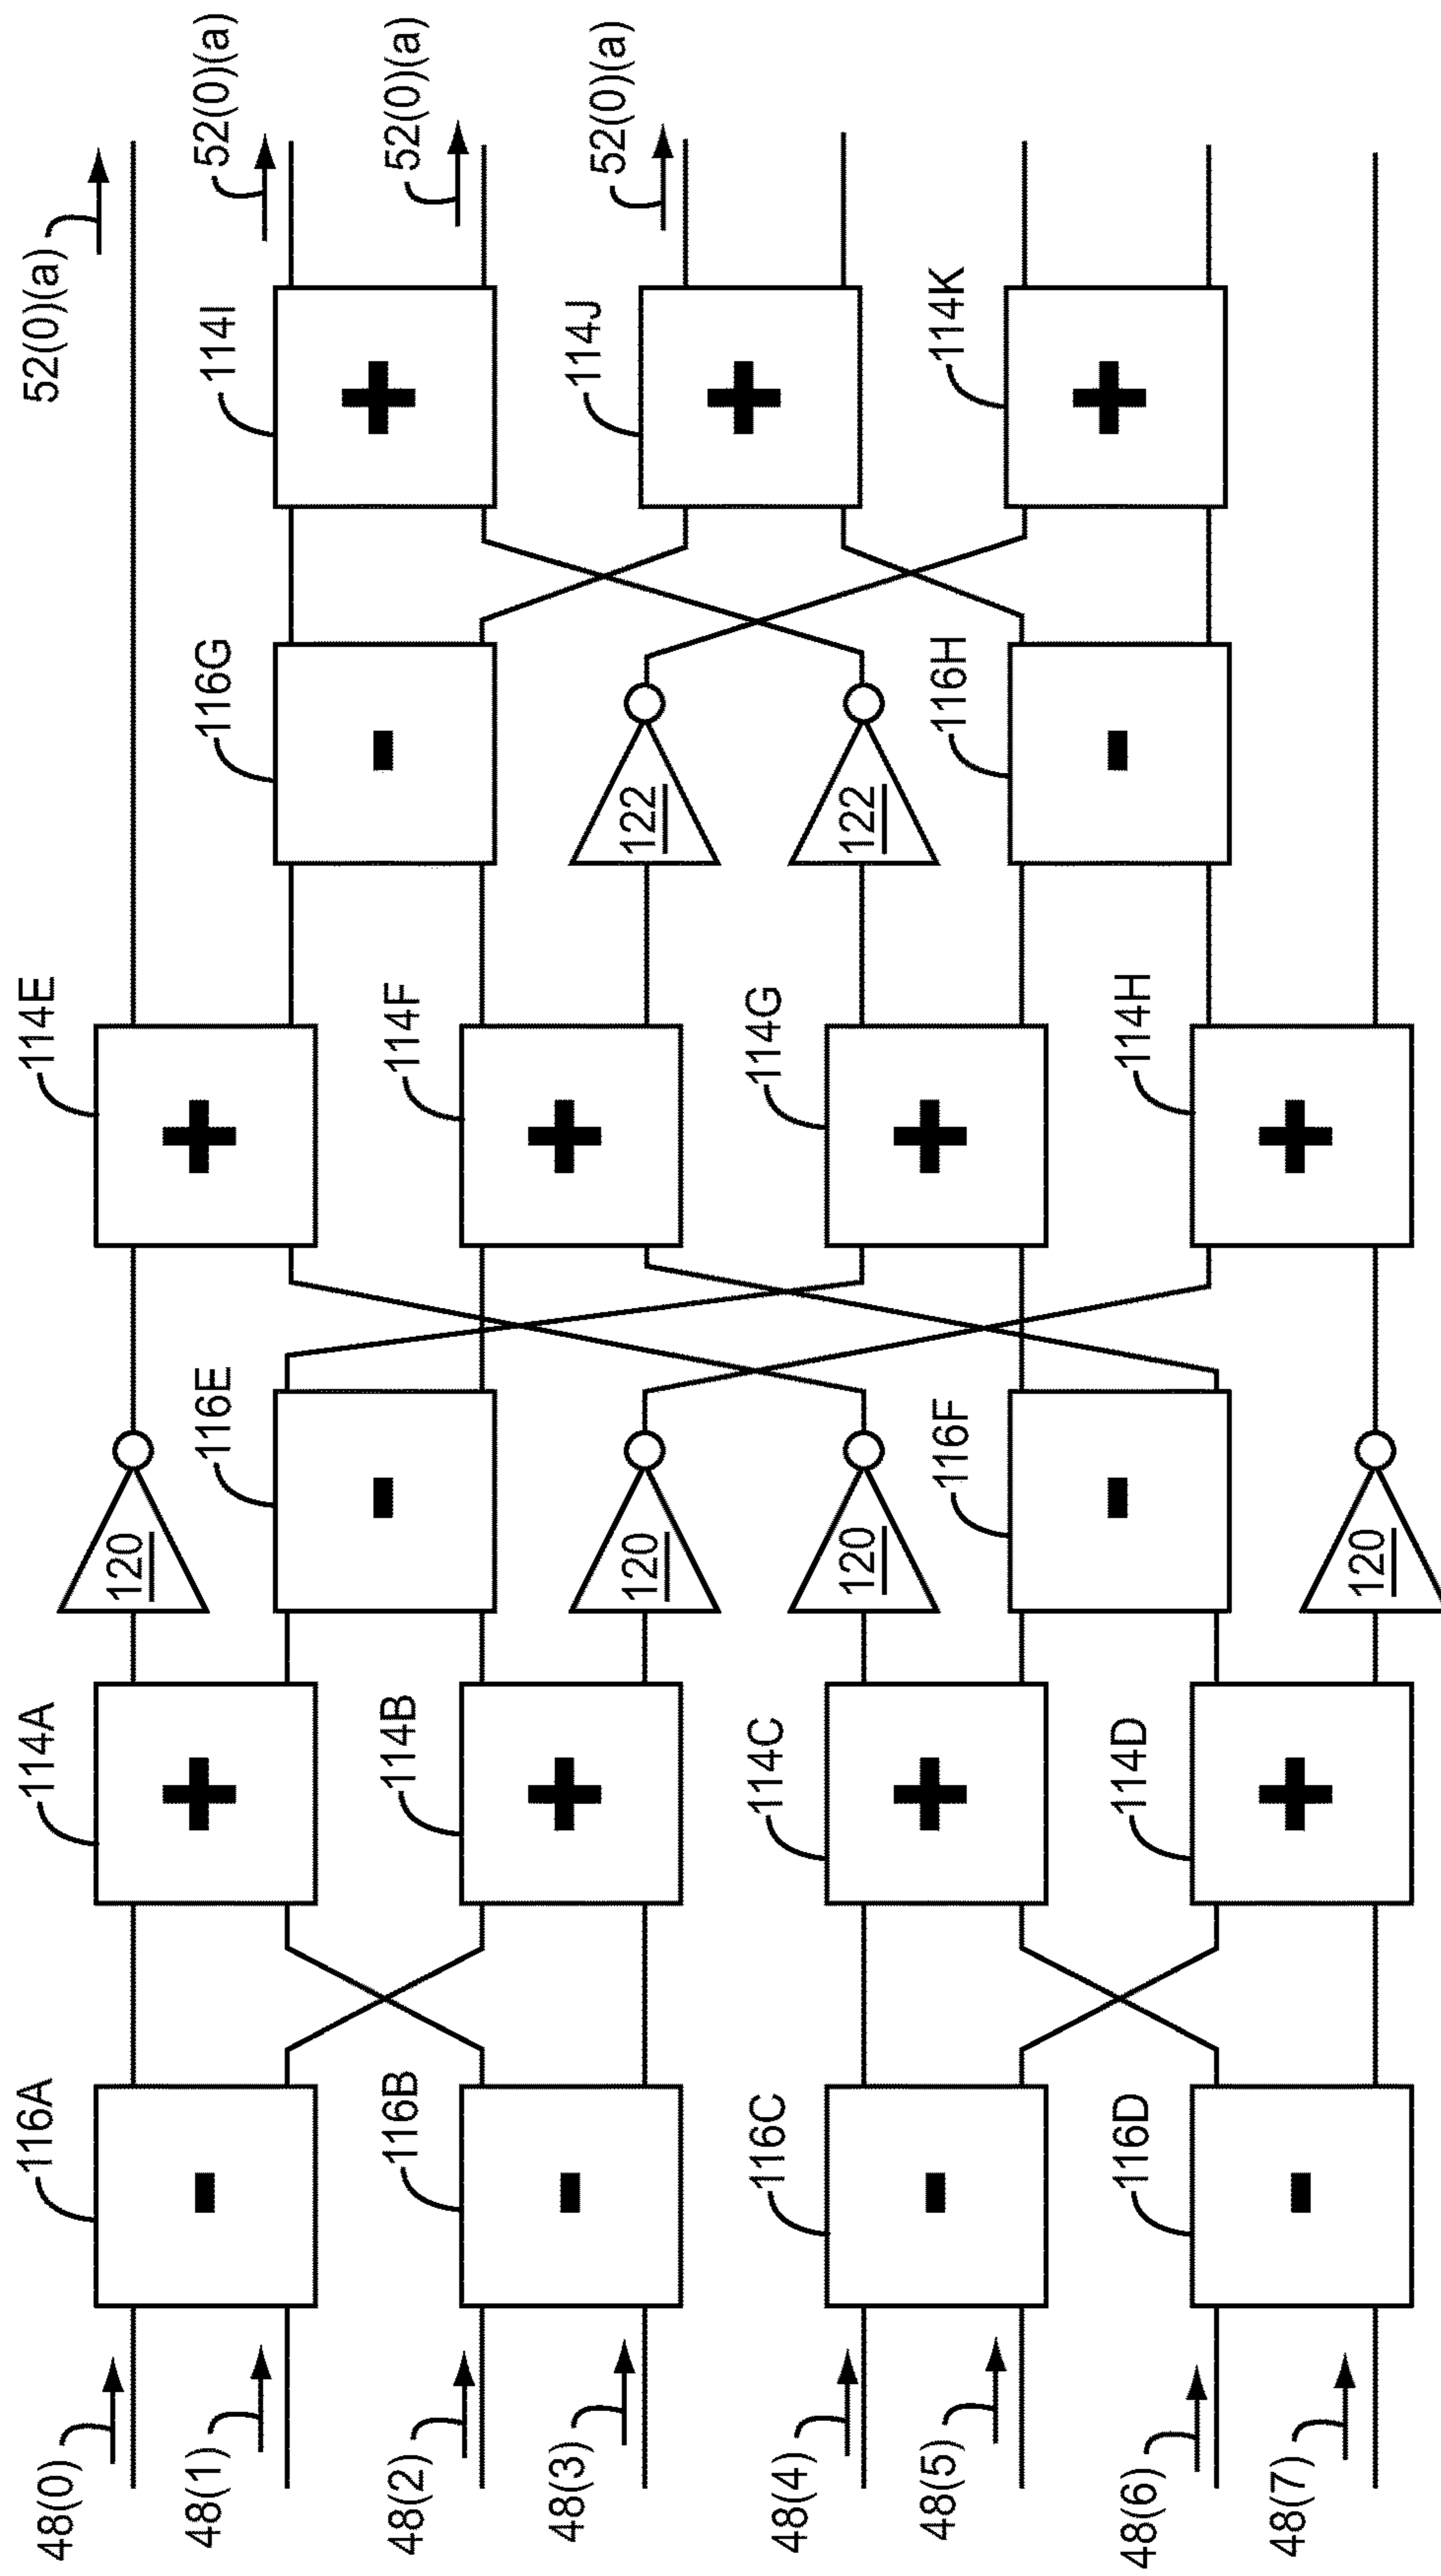 52(0)(a)
52(0)(a)
52(0)(a)
52(0)(a)
114I
114J
114K
116G
122
122
116H
114E
114F
114G
114H
120
116E
120
120
116F
120
114A
114B
114C
114D
116A
116B
116C
116D
48(0)
48(1)
48(2)
48(3)
48(4)
48(5)
48(6)
48(7)
+
+
+
-
-
+
+
+
+
-
-
+
+
+
+
-
-
-
-